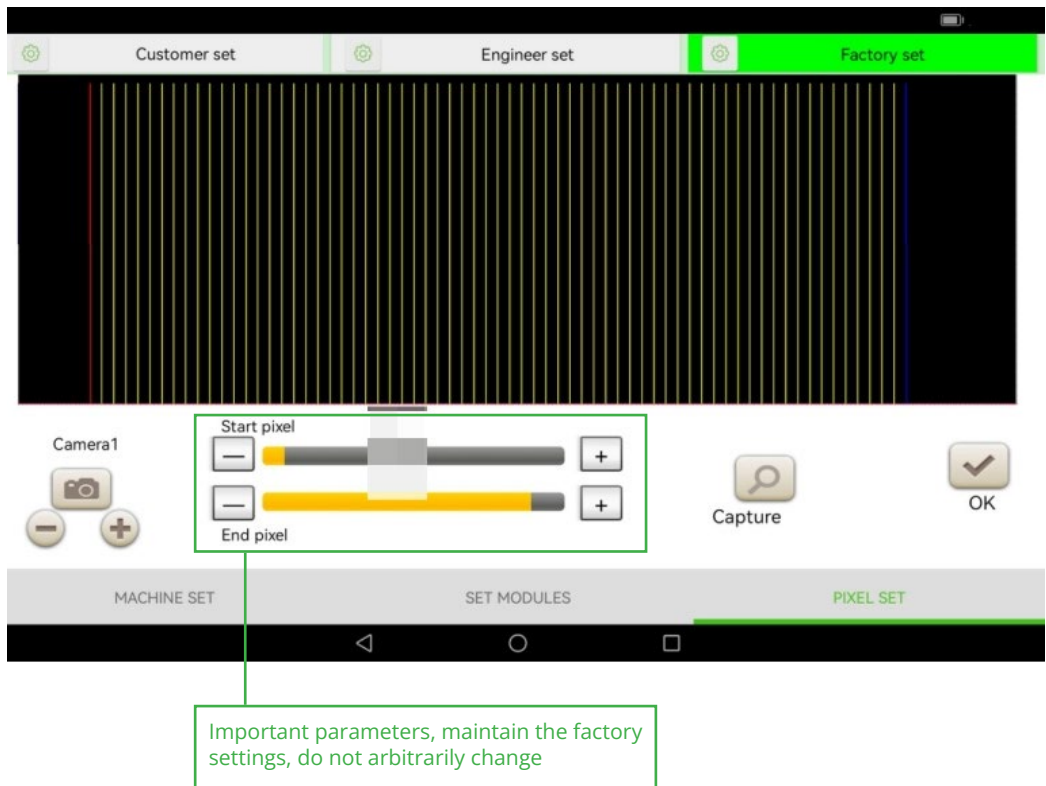 Customer set
Engineer set
Factory set
Camera1
Start pixel
— +
— +
End pixel
Capture
OK
MACHINE SET
SET MODULES
PIXEL SET
Important parameters, maintain the factory
settings, do not arbitrarily change